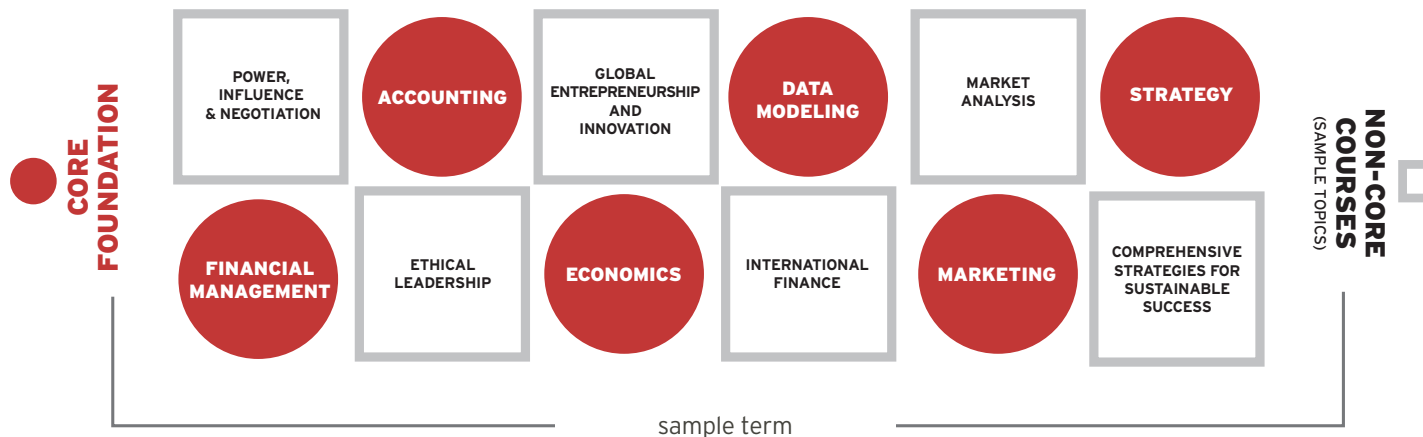 CORE
FOUNDATION
POWER,
INFLUENCE
& NEGOTIATION
ACCOUNTING
GLOBAL
ENTREPRENEURSHIP
AND
INNOVATION
DATA
MODELING
MARKET
ANALYSIS
STRATEGY
FINANCIAL
MANAGEMENT
ETHICAL
LEADERSHIP
ECONOMICS
INTERNATIONAL
FINANCE
MARKETING
COMPREHENSIVE
STRATEGIES FOR
SUSTAINABLE
SUCCESS
NON-CORE
COURSES
(SAMPLE TOPICS)
sample term